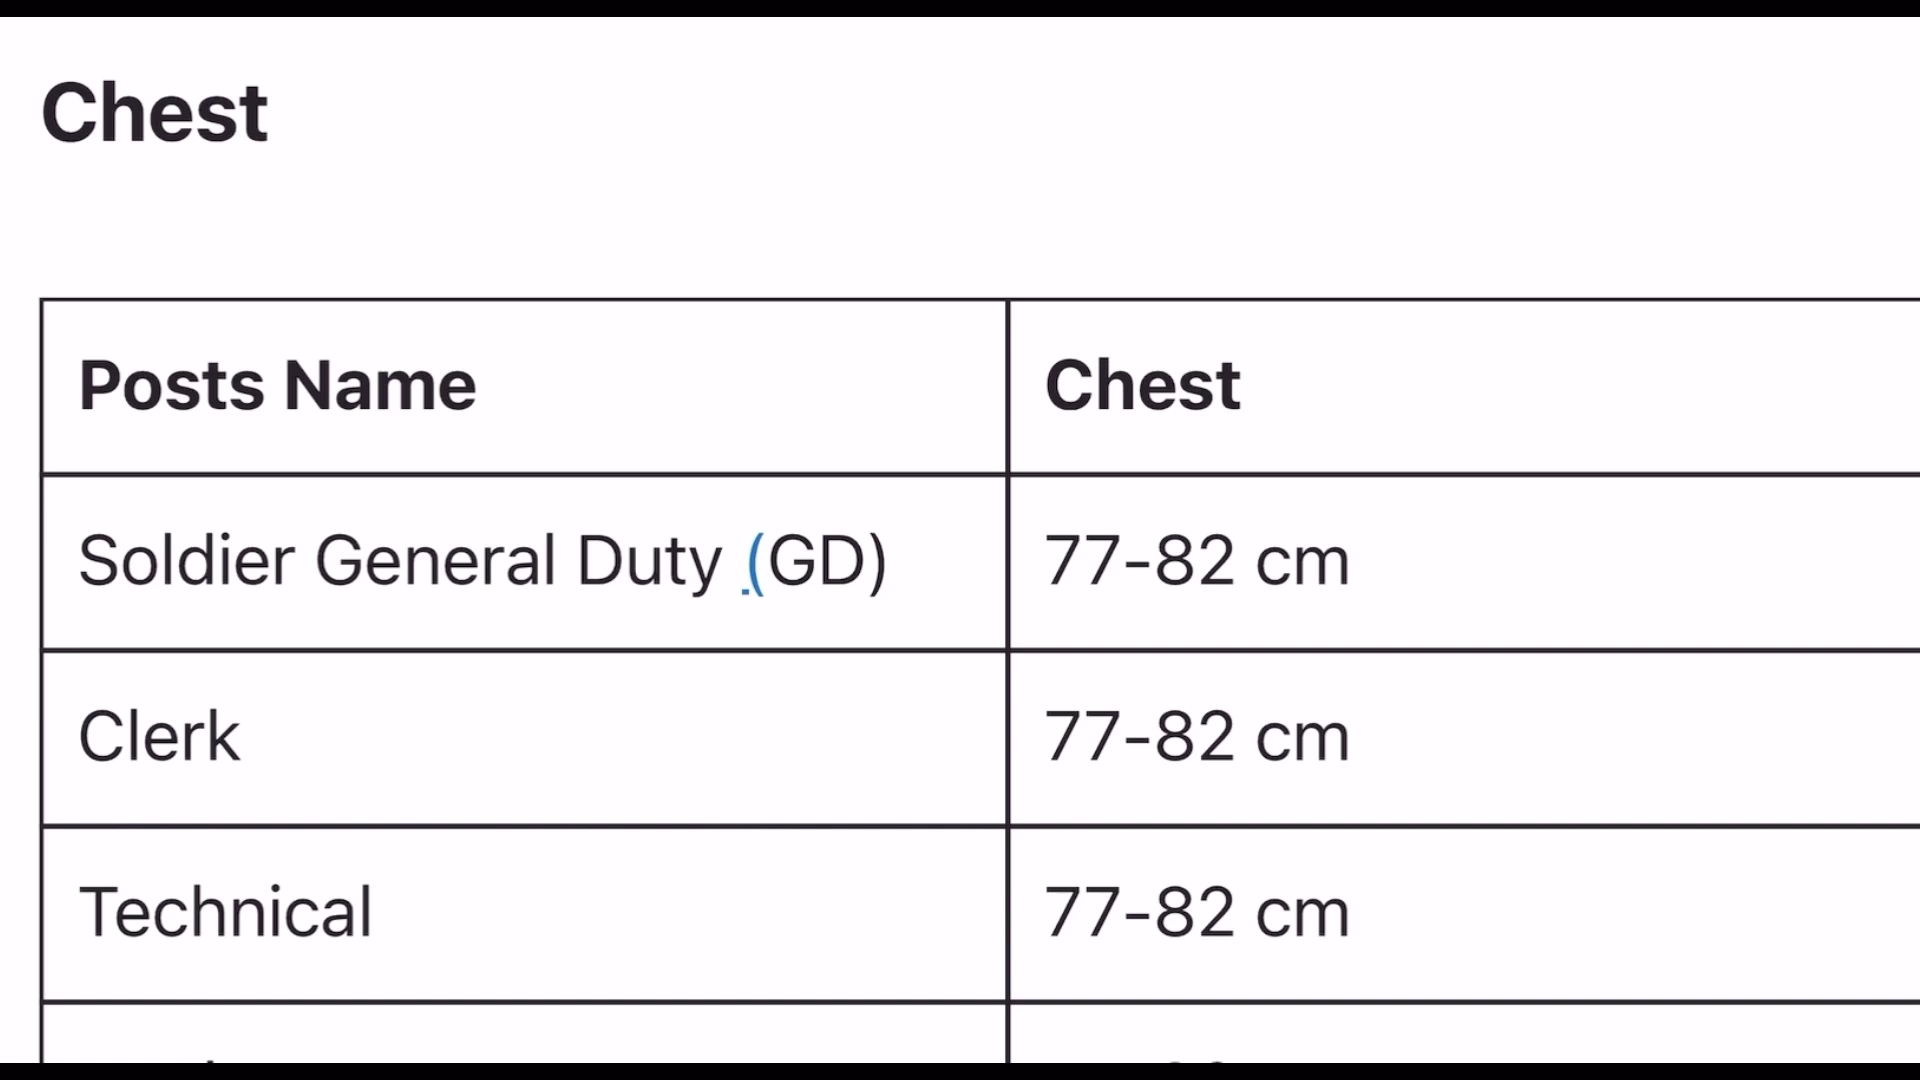 Chest
Posts Name Chest
Soldier General Duty (GD) 77-82 cm
Clerk 77-82 cm
Technical 77-82 cm